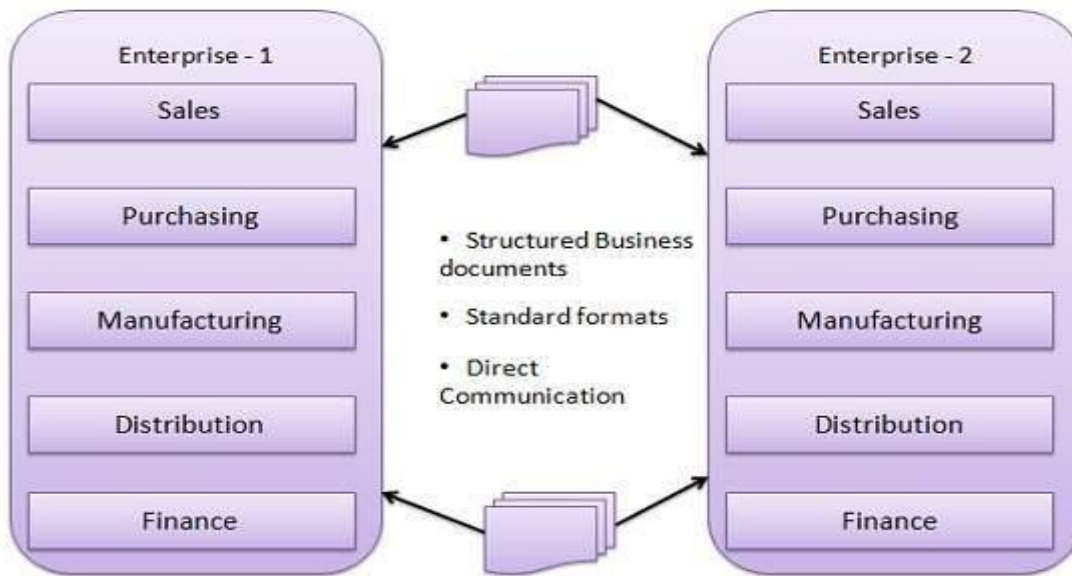 Enterprise - 1
Sales
Purchasing
Manufacturing
Distribution
Finance
• Structured Business
documents
• Standard formats
• Direct
Communication
Enterprise - 2
Sales
Purchasing
Manufacturing
Distribution
Finance